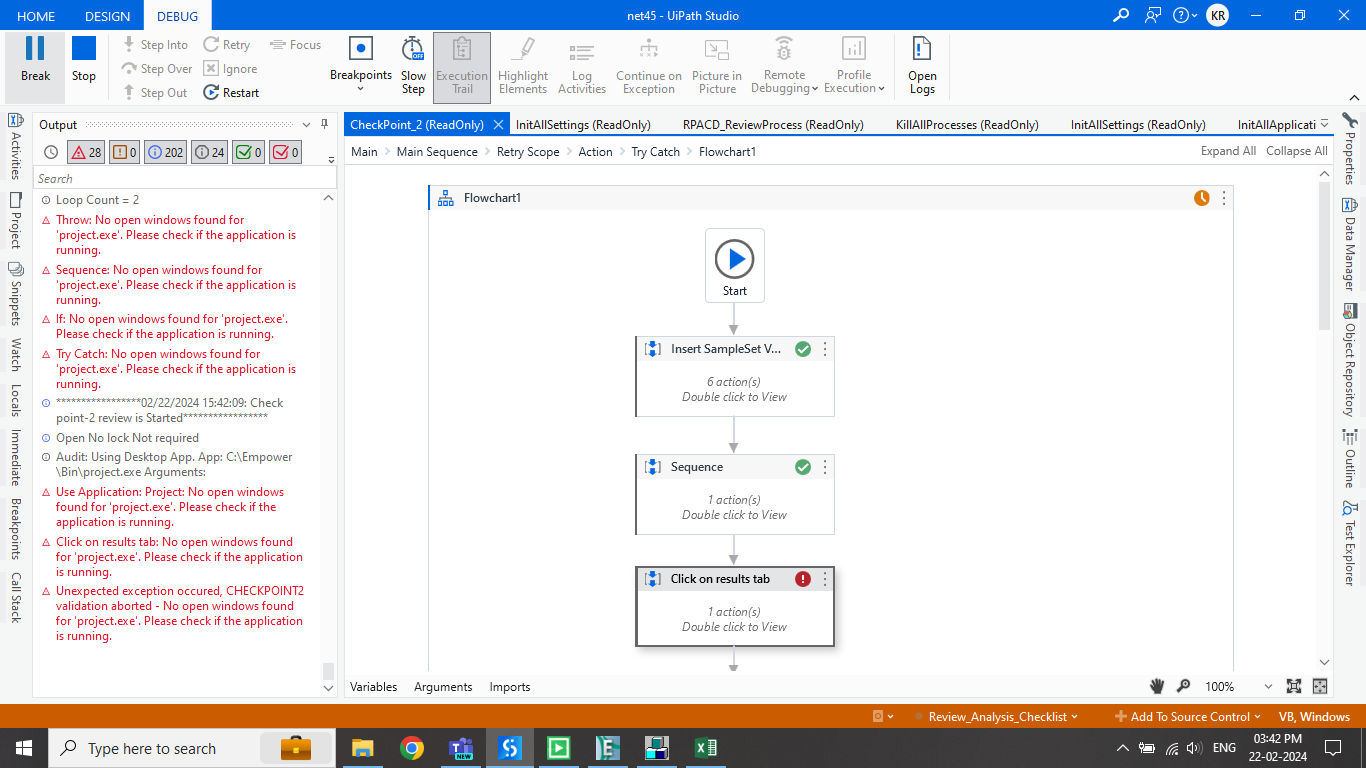 HOME DESIGN DEBUG
net45 - UiPath Studio
KR
Break
Stop
Step Into
Step Over
Step Out
Retry
Ignore
Restart
Focus
Breakpoints
Slow
Step
OFF
Execution
Trail
Highlight
Elements
Log
Activities
Continue on
Exception
Picture in
Picture
Remote
Debugging
Profile
Execution
Open
Logs
Activities
Project
Snippets
Watch
Locals
Immediate
Breakpoints
Call Stack
Output
28 0 202 24 0 0
Search
Loop Count = 2
Throw: No open windows found for
'project.exe'. Please check if the application is
running.
Sequence: No open windows found for
'project.exe'. Please check if the application is
running.
If: No open windows found for 'project.exe'.
Please check if the application is running.
Try Catch: No open windows found for
'project.exe'. Please check if the application is
running.
*****************02/22/2024 15:42:09: Check
point-2 review is Started*****************
Open No lock Not required
Audit: Using Desktop App. App: C:\Empower
\Bin\project.exe Arguments:
Use Application: Project: No open windows
found for 'project.exe'. Please check if the
application is running.
Click on results tab: No open windows found
for 'project.exe'. Please check if the application
is running.
Unexpected exception occured, CHECKPOINT2
validation aborted - No open windows found
for 'project.exe'. Please check if the application
is running.
CheckPoint_2 (ReadOnly) InitAllSettings (ReadOnly) RPACD_ReviewProcess (ReadOnly) KillAllProcesses (ReadOnly) InitAllSettings (ReadOnly) InitAllApplicati
Main Main Sequence Retry Scope Action Try Catch Flowchart1
Expand All Collapse All
Flowchart1
Start
Insert SampleSet V...
6 action(s)
Double click to View
Sequence
1 action(s)
Double click to View
Click on results tab
1 action(s)
Double click to View
Variables Arguments Imports
100%
Properties
Data Manager
Object Repository
Outline
Test Explorer
Review_Analysis_Checklist
Add To Source Control
VB, Windows
Type here to search
NEW
ENG
03:42 PM
22-02-2024